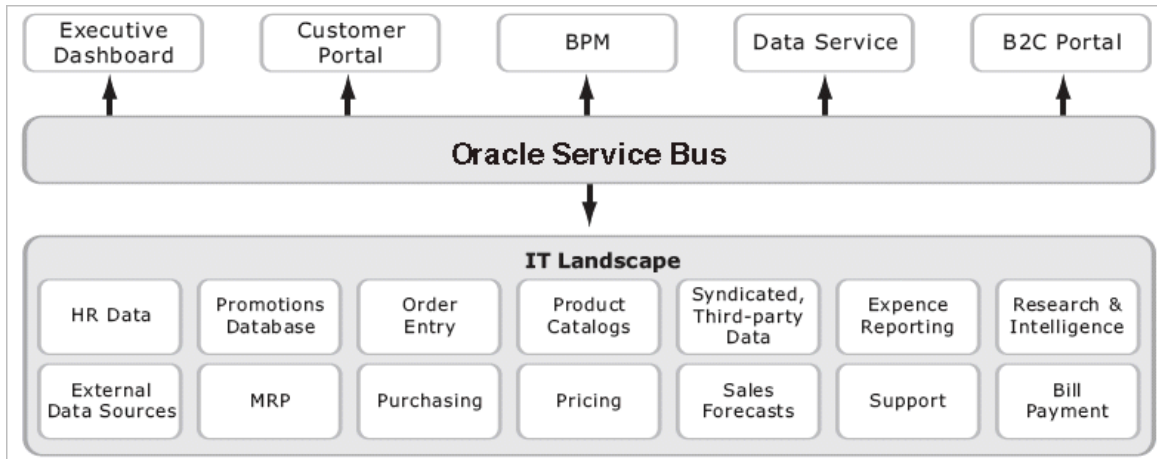 Executive
Dashboard
Customer
Portal
BPM
Data Service
B2C Portal
Oracle Service Bus
IT Landscape
HR Data
Promotions
Database
Order
Entry
Product
Catalogs
Syndicated,
Third-party
Data
Expence
Reporting
Research &
Intelligence
External
Data Sources
MRP
Purchasing
Pricing
Sales
Forecasts
Support
Bill
Payment